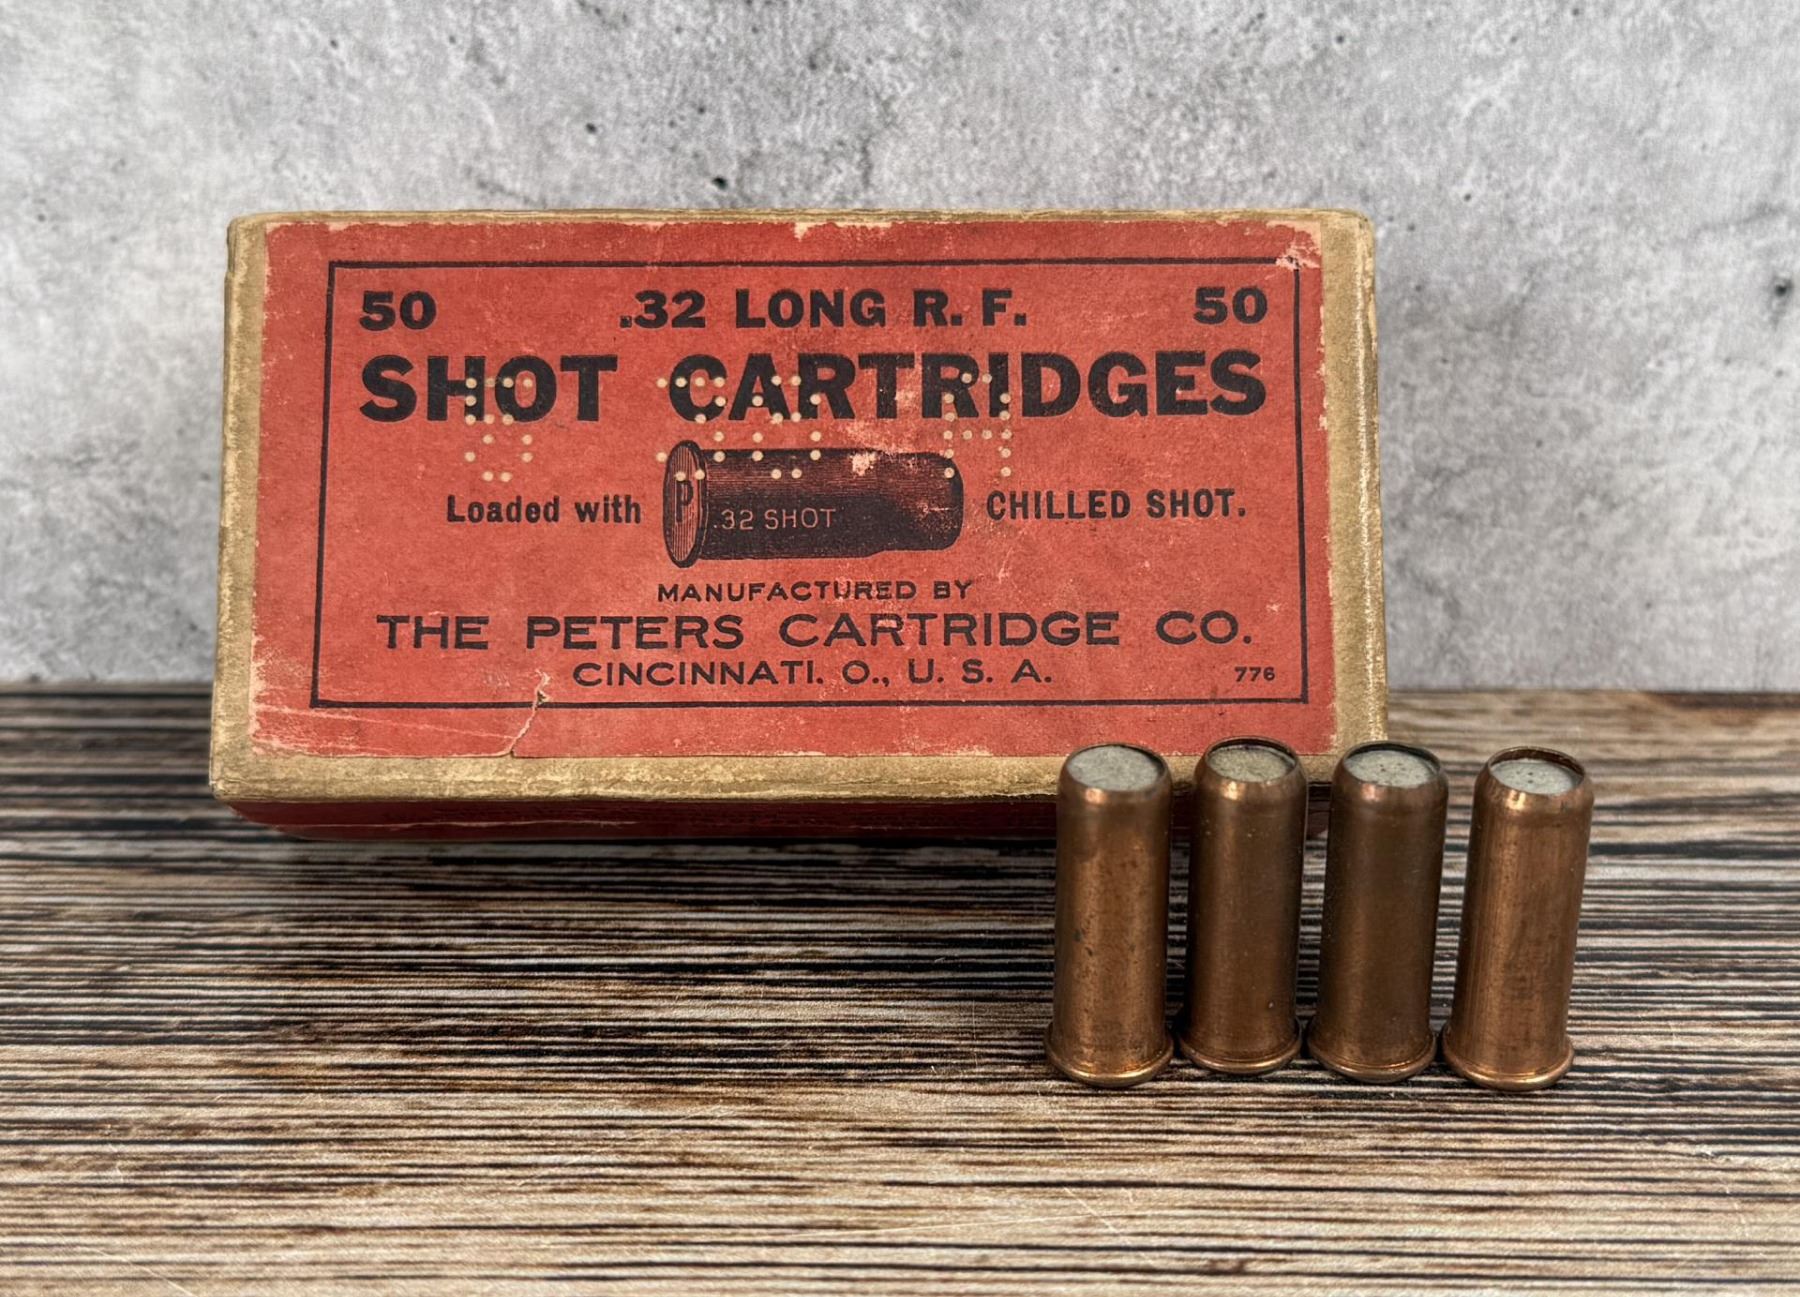 50 .32 LONG R. F. 50
SHOT CARTRIDGES
Loaded with P .32 SHOT CHILLED SHOT.
MANUFACTURED BY
THE PETERS CARTRIDGE CO.
CINCINNATI. O., U. S. A. 776